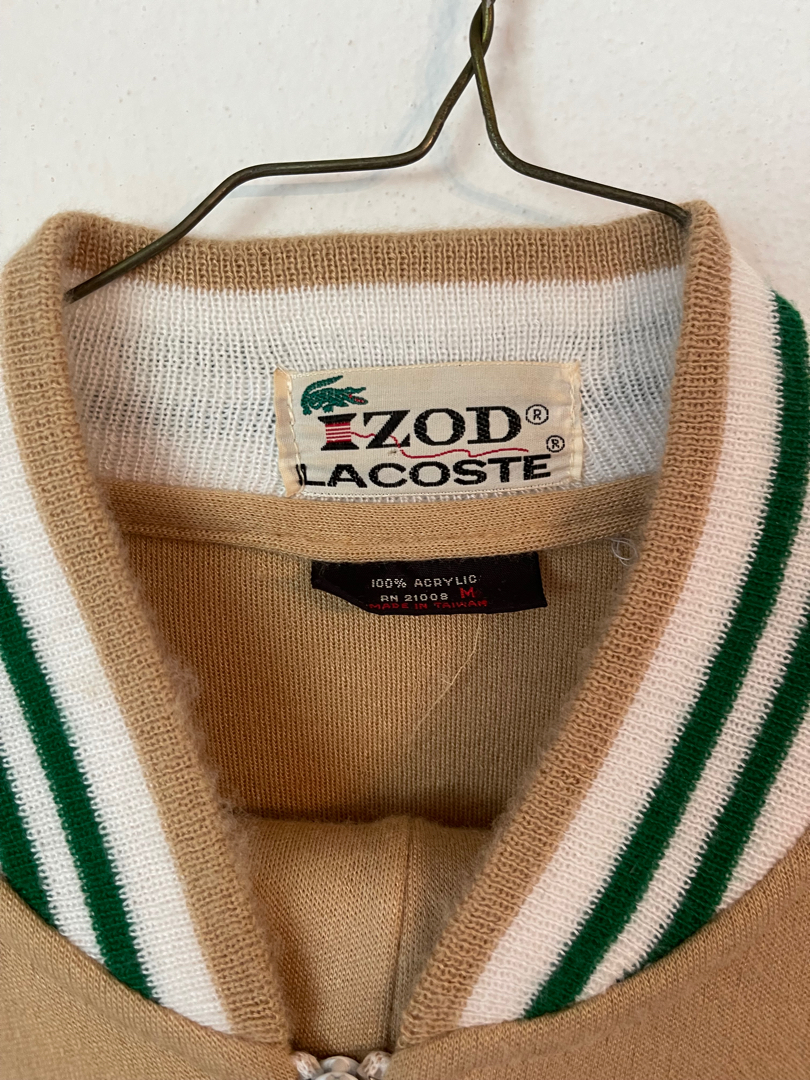 IZOD®
LACOSTE®
100% ACRYLIC
RN 21008 M
MADE IN TAIWAN